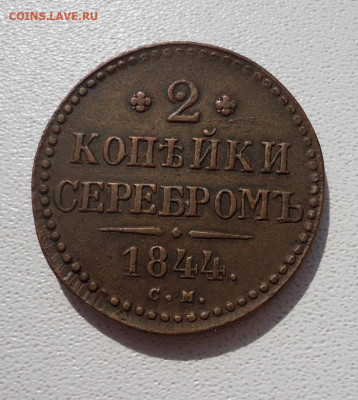 COINS.LAVE.RU
2
КОПѢЙКИ
СЕРЕБРОМЪ
1844.
С. М.